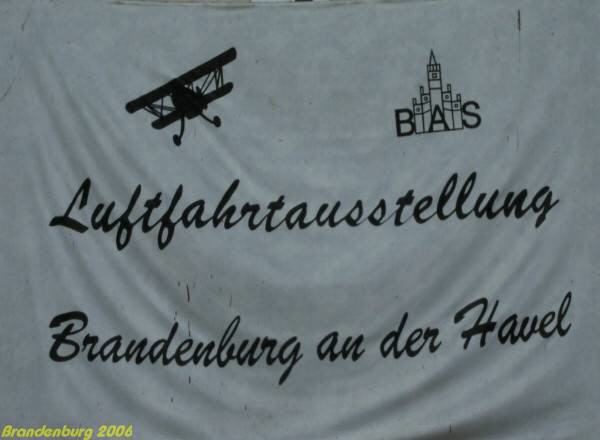 BAS
Luftfahrtausstellung
Brandenburg an der Havel
Brandenburg 2006